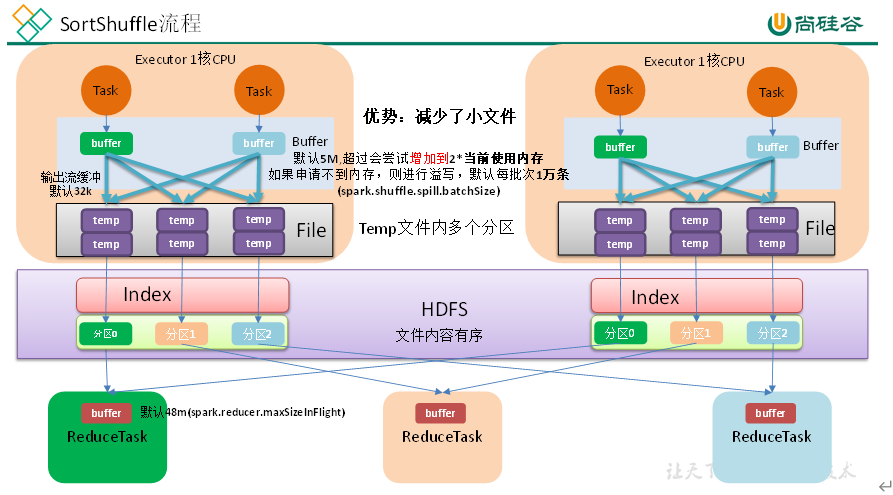 SortShuffle流程
尚硅谷
Executor 1核CPU
Executor 1核CPU
Task
Task
Task
Task
优势：减少了小文件
buffer
buffer
Buffer
buffer
buffer
Buffer
默认5M,超过会尝试增加到2*当前使用内存
如果申请不到内存，则进行溢写，默认每批次1万条
(spark.shuffle.spill.batchSize)
输出流缓冲
默认32k
temp
temp
temp
temp
temp
temp
File
Temp文件内多个分区
temp
temp
temp
temp
temp
temp
File
Index
HDFS
Index
分区0
分区1
分区2
文件内容有序
分区0
分区1
分区2
buffer
默认48m(spark.reducer.maxSizeInFlight)
ReduceTask
buffer
ReduceTask
buffer
ReduceTask
让天下
技术